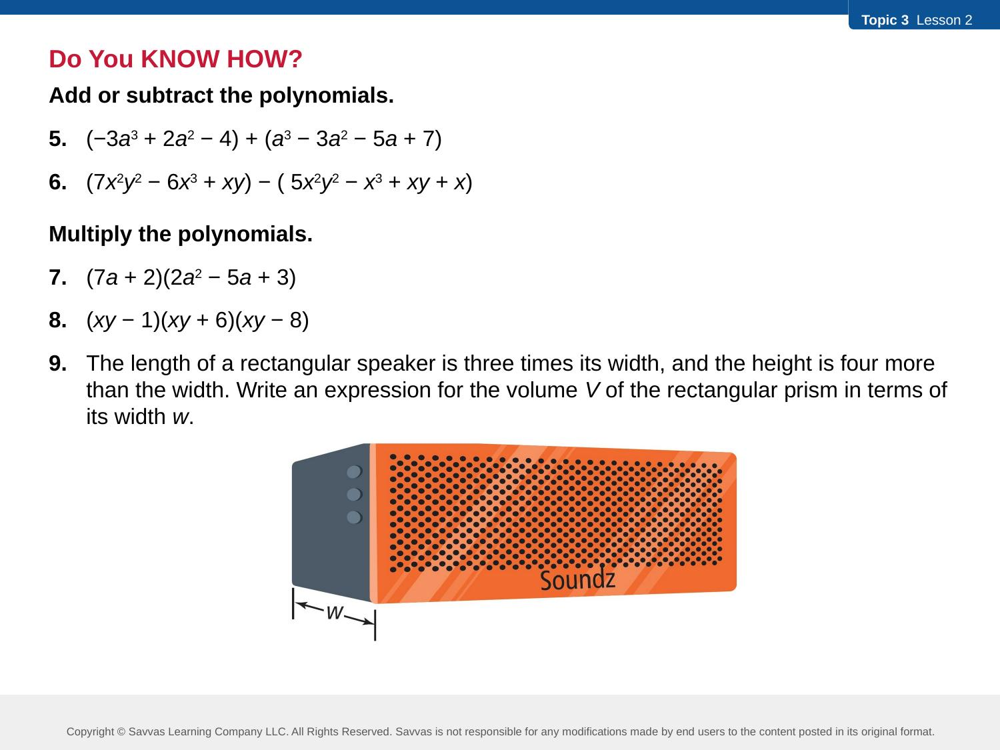 Topic 3 Lesson 2
Do You KNOW HOW?
Add or subtract the polynomials.
5. (−3a³ + 2a² − 4) + (a³ − 3a² − 5a + 7)
6. (7x²y² − 6x³ + xy) − ( 5x²y² − x³ + xy + x)
Multiply the polynomials.
7. (7a + 2)(2a² − 5a + 3)
8. (xy − 1)(xy + 6)(xy − 8)
9. The length of a rectangular speaker is three times its width, and the height is four more
than the width. Write an expression for the volume V of the rectangular prism in terms of
its width w.
Soundz
w
Copyright © Savvas Learning Company LLC. All Rights Reserved. Savvas is not responsible for any modifications made by end users to the content posted in its original format.